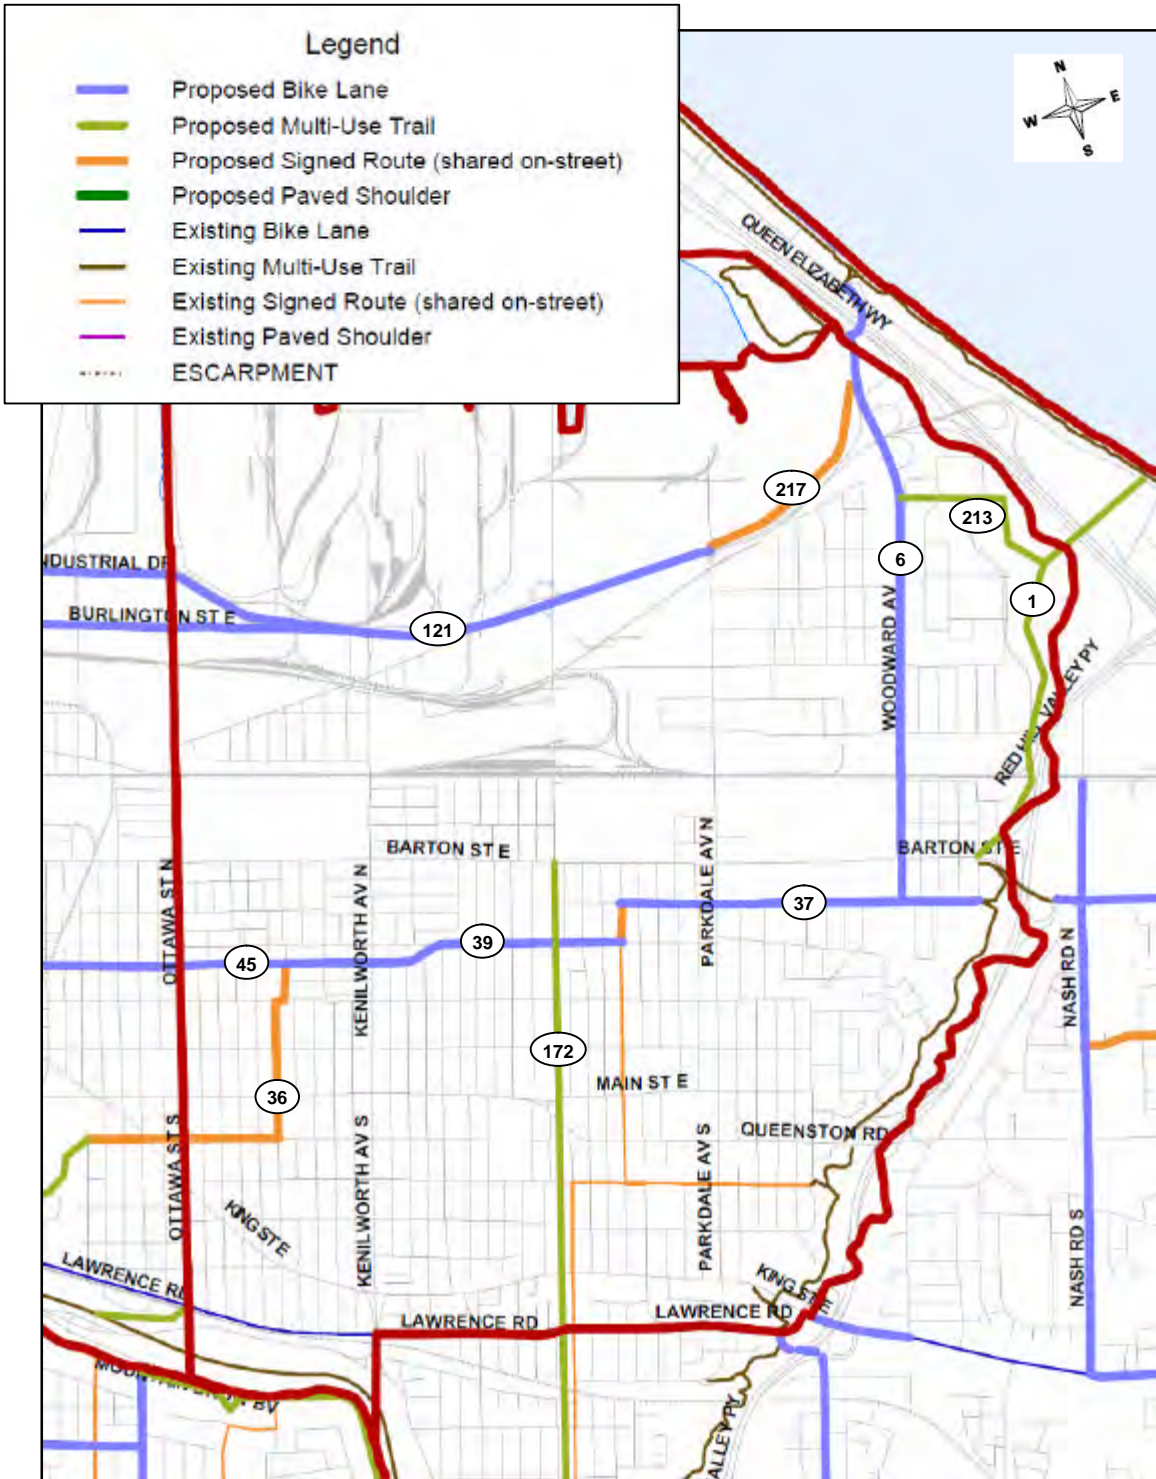 Legend
Proposed Bike Lane
Proposed Multi-Use Trail
Proposed Signed Route (shared on-street)
Proposed Paved Shoulder
Existing Bike Lane
Existing Multi-Use Trail
Existing Signed Route (shared on-street)
Existing Paved Shoulder
ESCARPMENT
N
E
W
S
QUEEN ELIZABETH WY
217
213
6
1
NDUSTRIAL DR
BURLINGTON ST E
121
WOODWARD AV
RED HILL VALLEY PY
BARTON ST E
BARTON ST E
OTTAWA ST N
KENILWORTH AV N
PARKDALE AV N
37
39
45
NASH RD N
172
36
MAIN ST E
QUEENSTON RD
OTTAWA ST S
KENILWORTH AV S
PARKDALE AV S
NASH RD S
KING ST E
LAWRENCE RD
KING ST E
LAWRENCE RD
LAWRENCE RD
BV
ALLEY PY